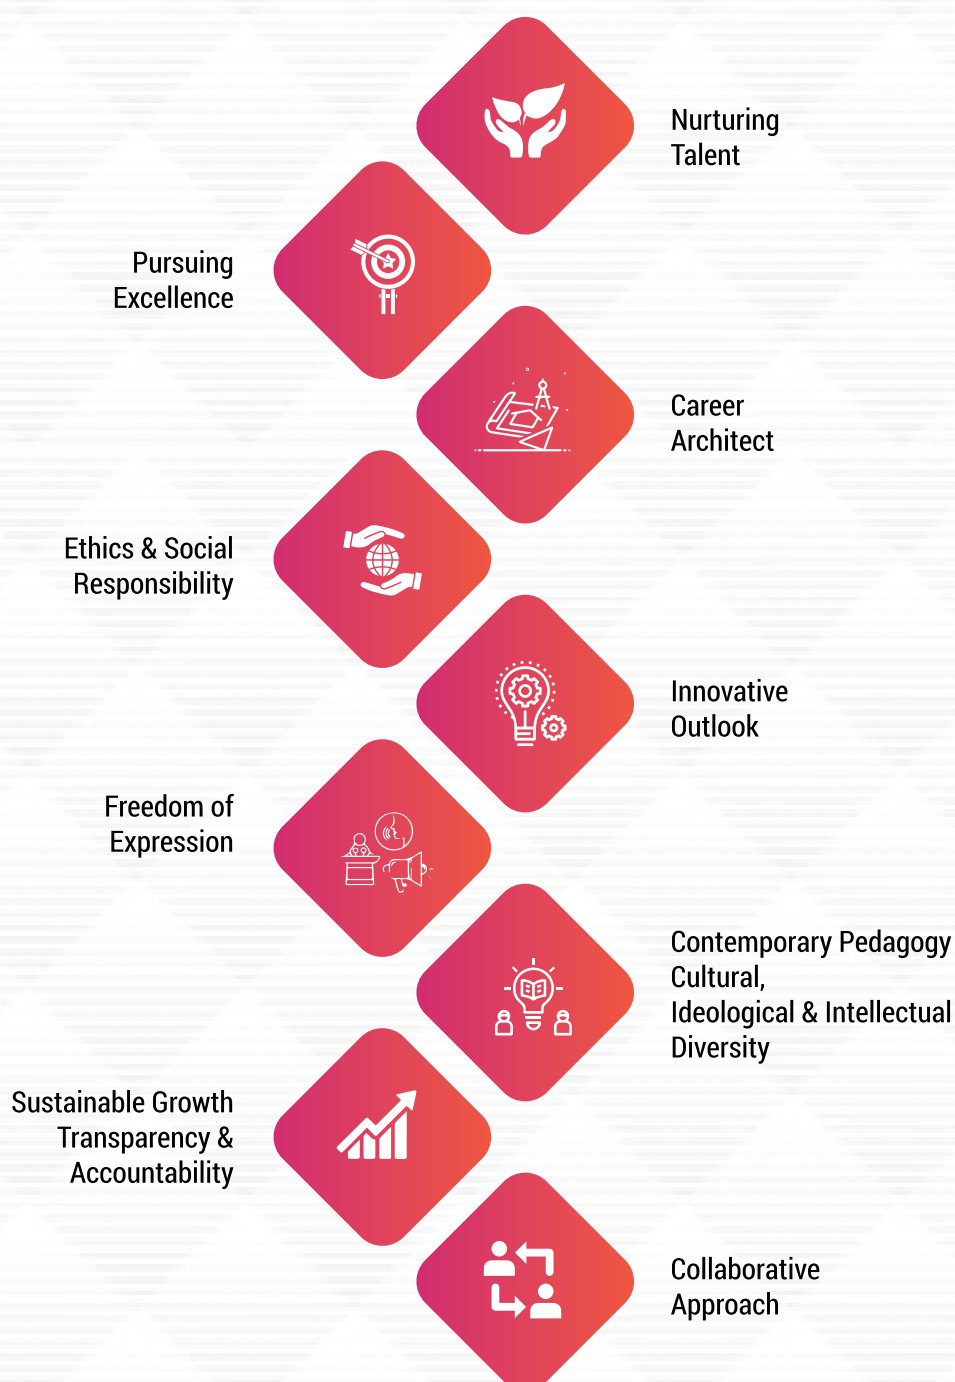 Nurturing
Talent
Pursuing
Excellence
Career
Architect
Ethics & Social
Responsibility
Innovative
Outlook
Freedom of
Expression
Contemporary Pedagogy
Cultural,
Ideological & Intellectual
Diversity
Sustainable Growth
Transparency &
Accountability
Collaborative
Approach